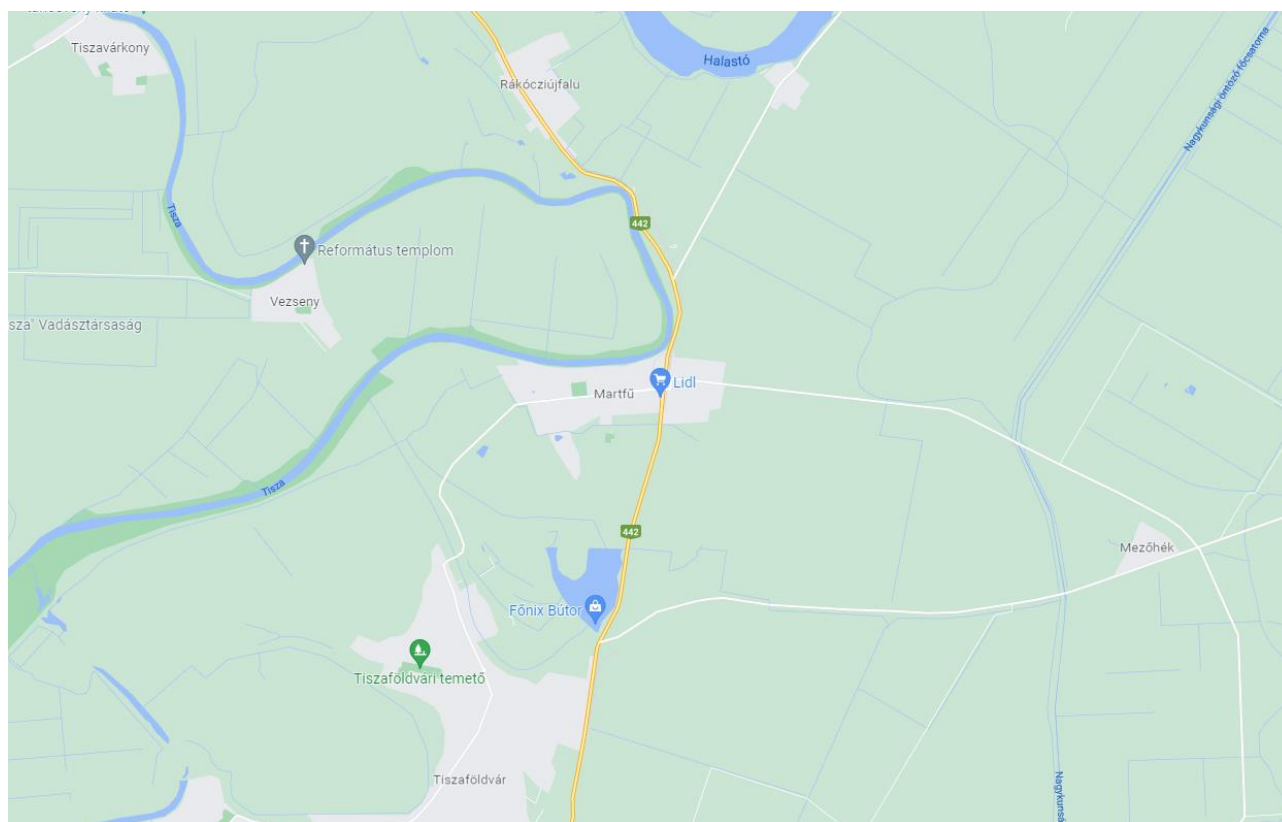 Tiszavárkony
Halastó
Rákócziújfalu
Nagykunsági öntöző főcsatorna
Tisza
442
Református templom
Vezseny
sza" Vadásztársaság
Martfű
Lidl
Tisza
442
Mezőhék
Főnix Bútor
Tiszaföldvári temető
Tiszaföldvár
Nagykunsá